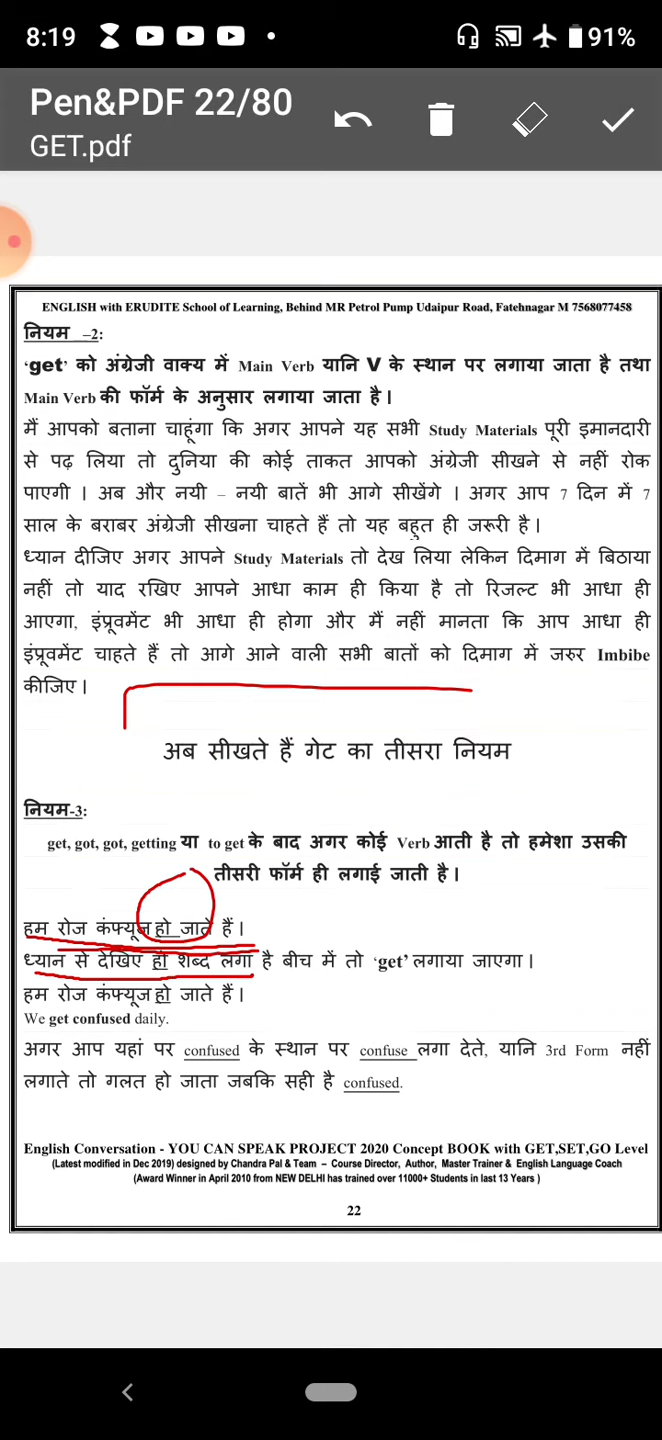 8:19
91%
Pen&PDF 22/80
GET.pdf
ENGLISH with ERUDITE School of Learning, Behind MR Petrol Pump Udaipur Road, Fatehnagar M 7568077458
नियम –2:
‘get’ को अंग्रेजी वाक्य में Main Verb यानि V के स्थान पर लगाया जाता है तथा
Main Verb की फॉर्म के अनुसार लगाया जाता है।
मैं आपको बताना चाहूंगा कि अगर आपने यह सभी Study Materials पूरी इमानदारी
से पढ़ लिया तो दुनिया की कोई ताकत आपको अंग्रेजी सीखने से नहीं रोक
पाएगी । अब और नयी – नयी बातें भी आगे सीखेंगे । अगर आप 7 दिन में 7
साल के बराबर अंग्रेजी सीखना चाहते हैं तो यह बहुत ही जरूरी है।
ध्यान दीजिए अगर आपने Study Materials तो देख लिया लेकिन दिमाग में बिठाया
नहीं तो याद रखिए आपने आधा काम ही किया है तो रिजल्ट भी आधा ही
आएगा, इंप्रूवमेंट भी आधा ही होगा और मैं नहीं मानता कि आप आधा ही
इंप्रूवमेंट चाहते हैं तो आगे आने वाली सभी बातों को दिमाग में जरुर Imbibe
कीजिए।
अब सीखते हैं गेट का तीसरा नियम
नियम-3:
get, got, got, getting या to get के बाद अगर कोई Verb आती है तो हमेशा उसकी
तीसरी फॉर्म ही लगाई जाती है।
हम रोज कंफ्यूज हो जाते हैं।
ध्यान से देखिए हो शब्द लगा है बीच में तो ‘get’ लगाया जाएगा।
हम रोज कंफ्यूज हो जाते हैं।
We get confused daily.
अगर आप यहां पर confused के स्थान पर confuse लगा देते, यानि 3rd Form नहीं
लगाते तो गलत हो जाता जबकि सही है confused.
English Conversation - YOU CAN SPEAK PROJECT 2020 Concept BOOK with GET,SET,GO Level
(Latest modified in Dec 2019) designed by Chandra Pal & Team – Course Director, Author, Master Trainer & English Language Coach
(Award Winner in April 2010 from NEW DELHI has trained over 11000+ Students in last 13 Years )
22